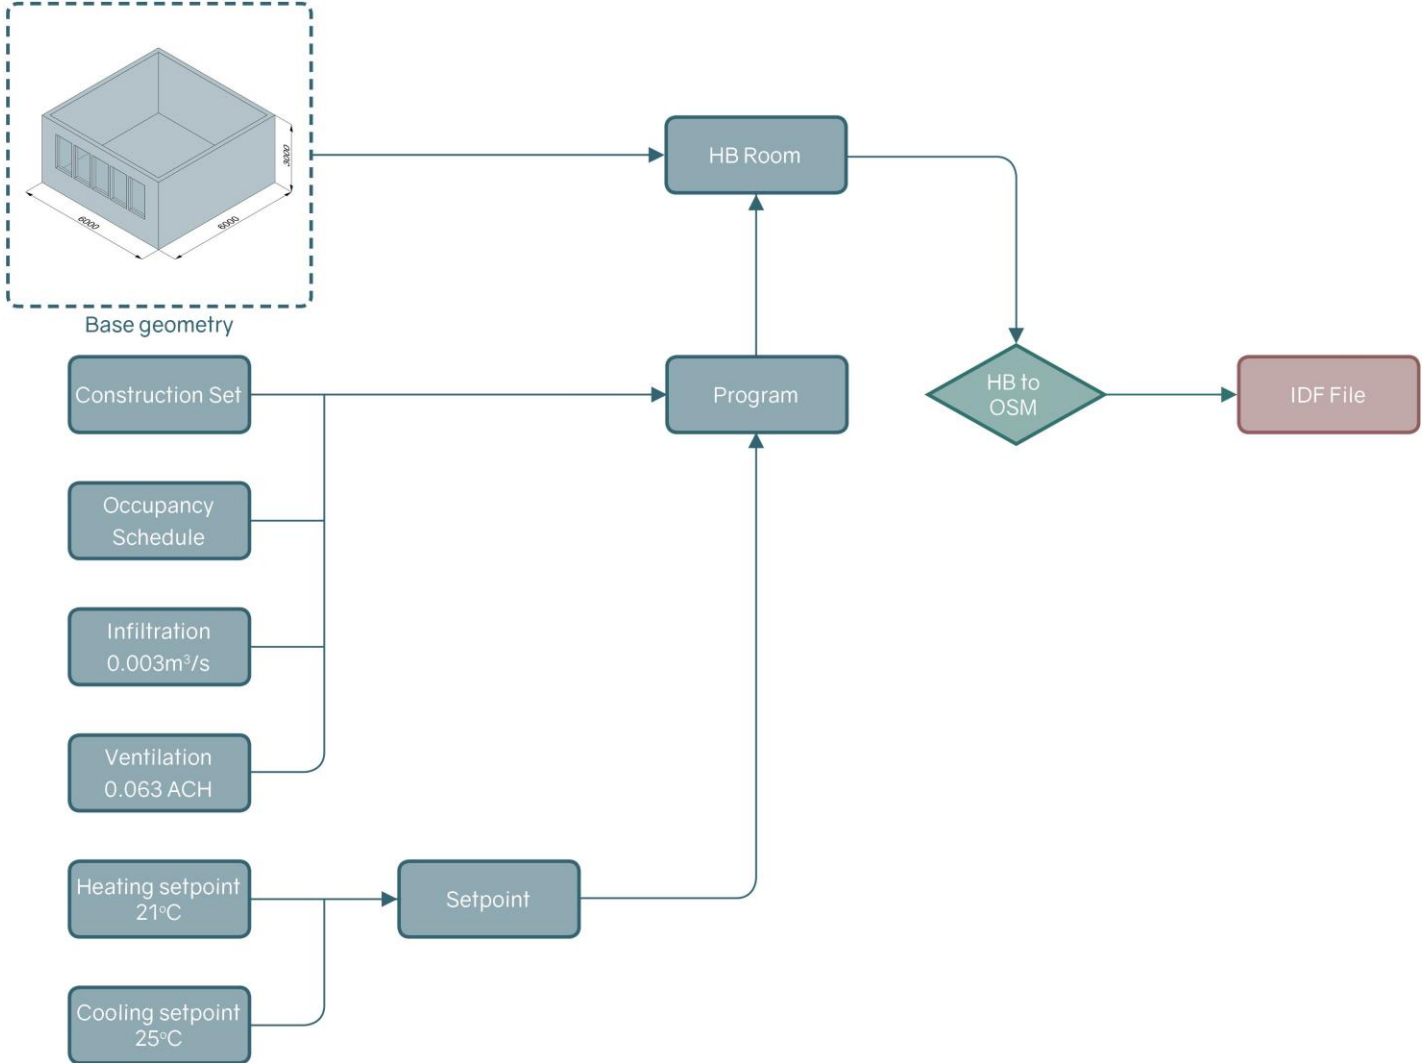 3000
6000
6000
Base geometry
HB Room
Construction Set
Program
HB to
OSM
IDF File
Occupancy
Schedule
Infiltration
0.003m³/s
Ventilation
0.063 ACH
Heating setpoint
21°C
Setpoint
Cooling setpoint
25°C